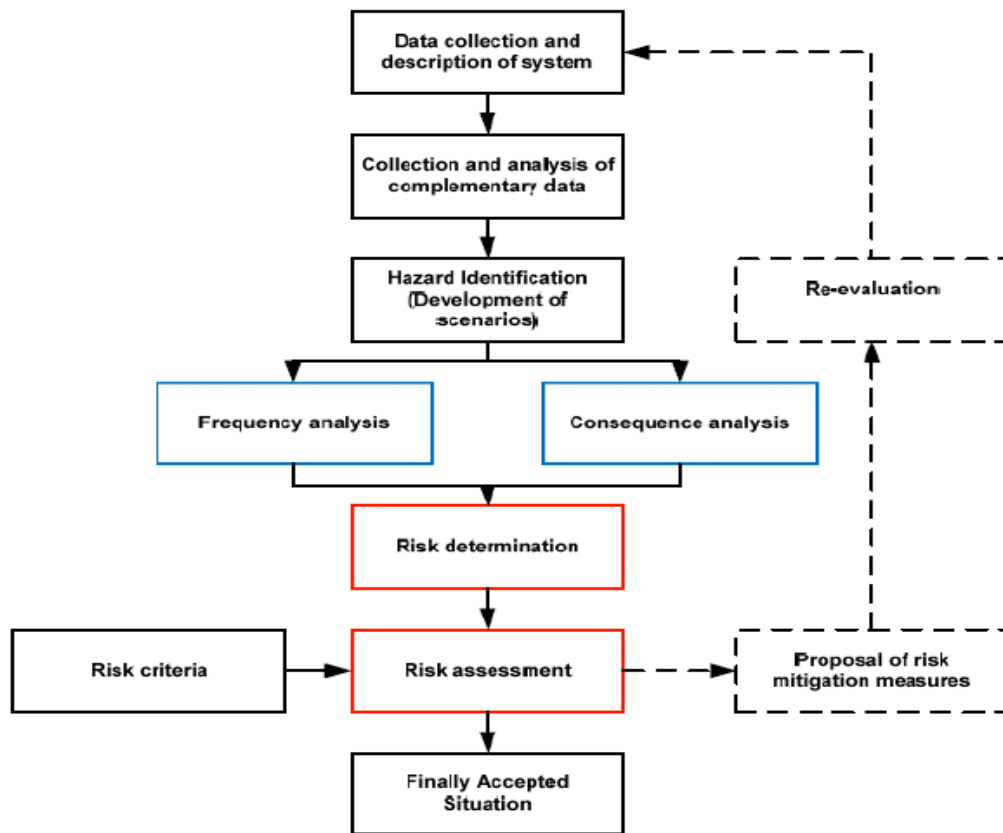 Data collection and
description of system
Collection and analysis of
complementary data
Hazard Identification
(Development of
scenarios)
Re-evaluation
Frequency analysis
Consequence analysis
Risk determination
Risk criteria
Risk assessment
Proposal of risk
mitigation measures
Finally Accepted
Situation